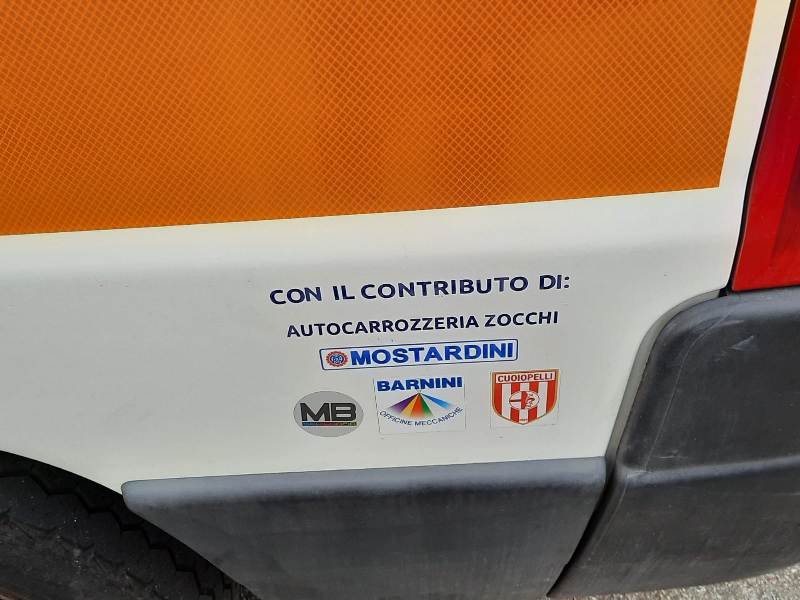 CON IL CONTRIBUTO DI:
AUTOCARROZZERIA ZOCCHI
MOSTARDINI
MB
BARNINI
OFFICINE MECCANICHE
CUOIOPELLI